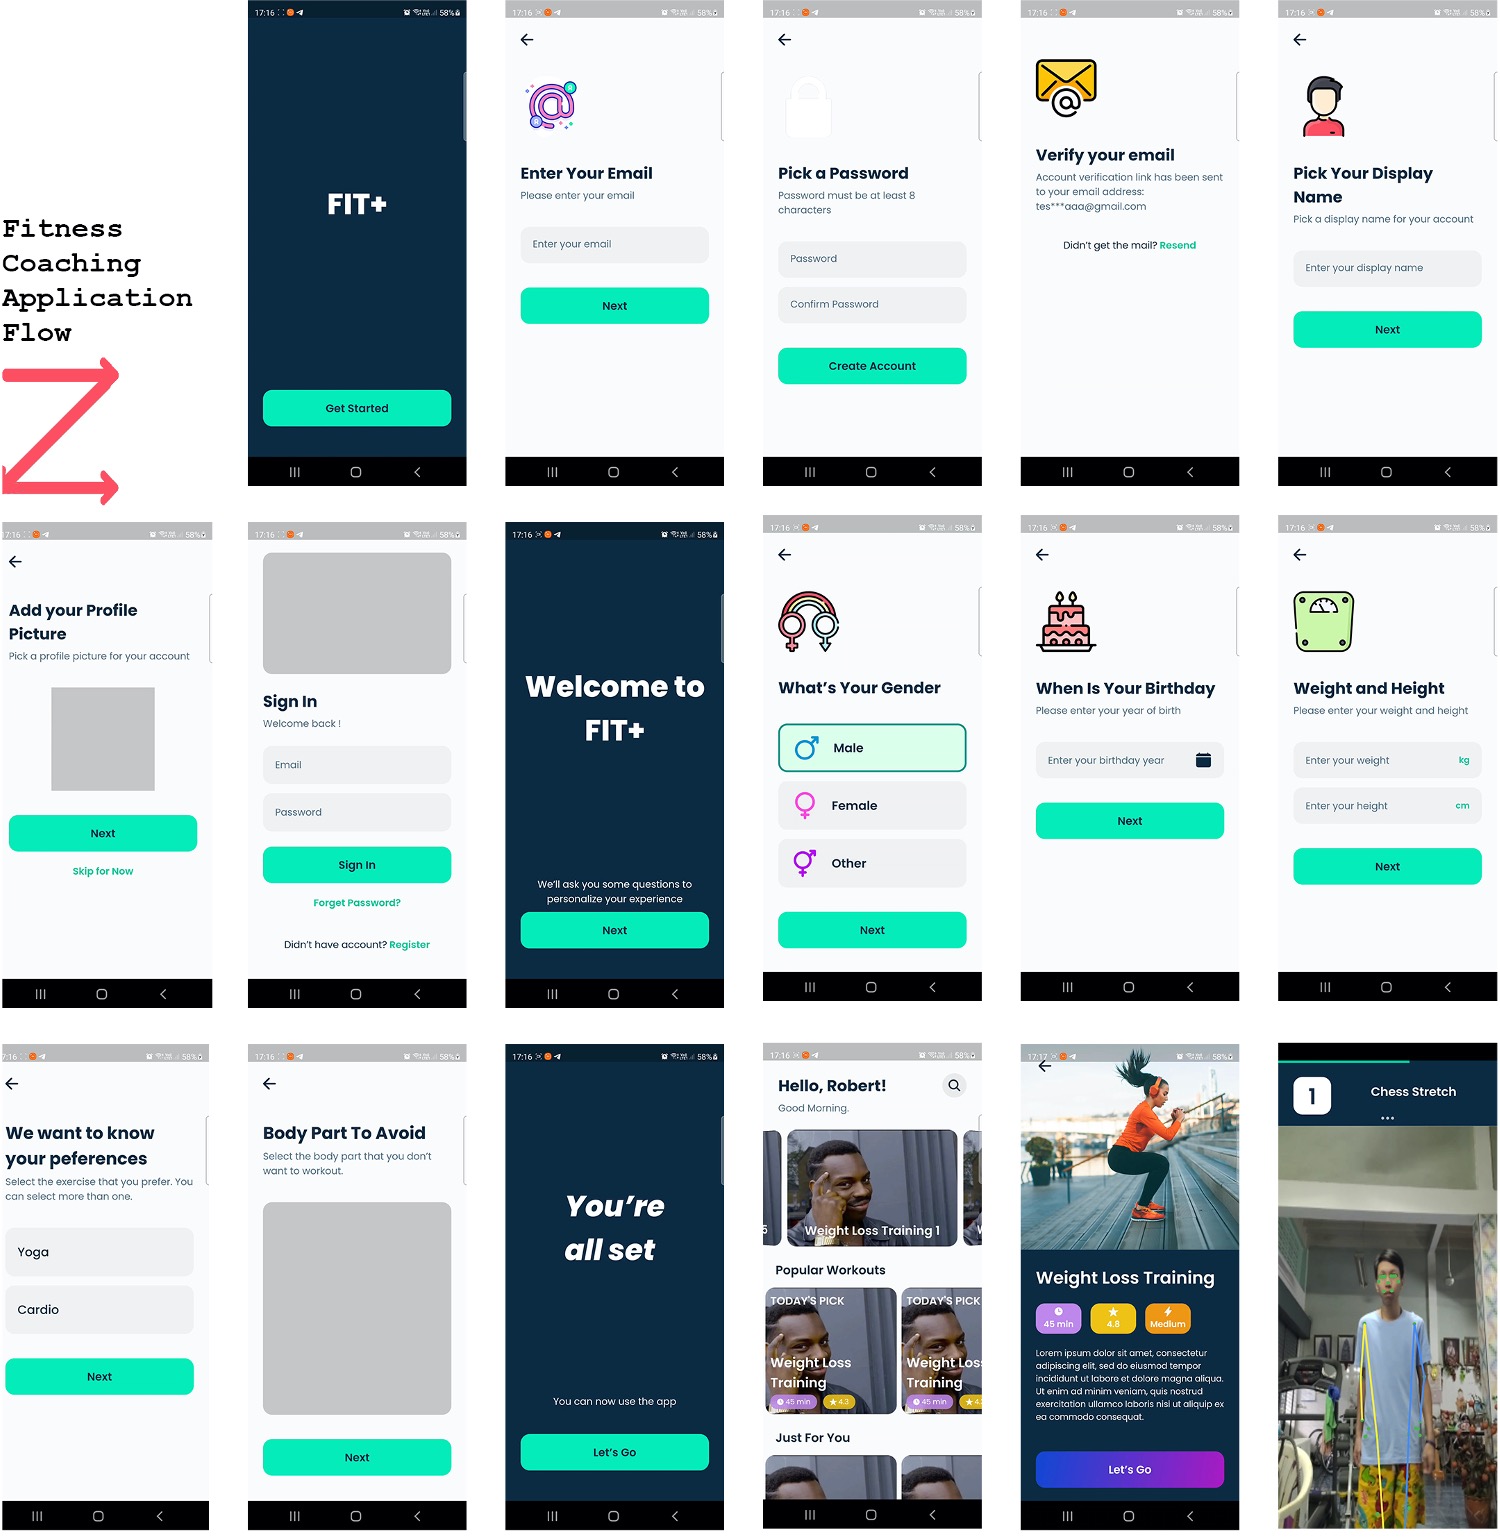 Fitness
Coaching
Application
Flow
17:16
58%
FIT+
Get Started
17:16
58%
Enter Your Email
Please enter your email
Enter your email
Next
17:16
58%
Pick a Password
Password must be at least 8
characters
Password
Confirm Password
Create Account
17:16
58%
Verify your email
Account verification link has been sent
to your email address:
tes***aaa@gmail.com
Didn't get the mail? Resend
17:16
58%
Pick Your Display
Name
Pick a display name for your account
Enter your display name
Next
17:16
58%
Add your Profile
Picture
Pick a profile picture for your account
Next
Skip for Now
17:16
58%
Sign In
Welcome back !
Email
Password
Sign In
Forget Password?
Didn't have account? Register
17:16
58%
Welcome to
FIT+
We'll ask you some questions to
personalize your experience
Next
17:16
58%
What's Your Gender
Male
Female
Other
Next
17:16
58%
When Is Your Birthday
Please enter your year of birth
Enter your birthday year
Next
17:16
58%
Weight and Height
Please enter your weight and height
Enter your weight
kg
Enter your height
cm
Next
7:16
58%
We want to know
your peferences
Select the exercise that you prefer. You
can select more than one.
Yoga
Cardio
Next
17:16
58%
Body Part To Avoid
Select the body part that you don't
want to workout.
Next
17:16
58%
You're
all set
You can now use the app
Let's Go
17:16
58%
Hello, Robert!
Good Morning.
5
Weight Loss Training 1
Popular Workouts
TODAY'S PICK
Weight Loss
Training
45 min
4.3
TODAY'S PICK
Weight Los
Training
45 min
4.
Just For You
17:17
58%
Weight Loss Training
45 min
4.8
Medium
Lorem ipsum dolor sit amet, consectetur
adipiscing elit, sed do eiusmod tempor
incididunt ut labore et dolore magna aliqua.
Ut enim ad minim veniam, quis nostrud
exercitation ullamco laboris nisi ut aliquip ex
ea commodo consequat.
Let's Go
1
Chess Stretch